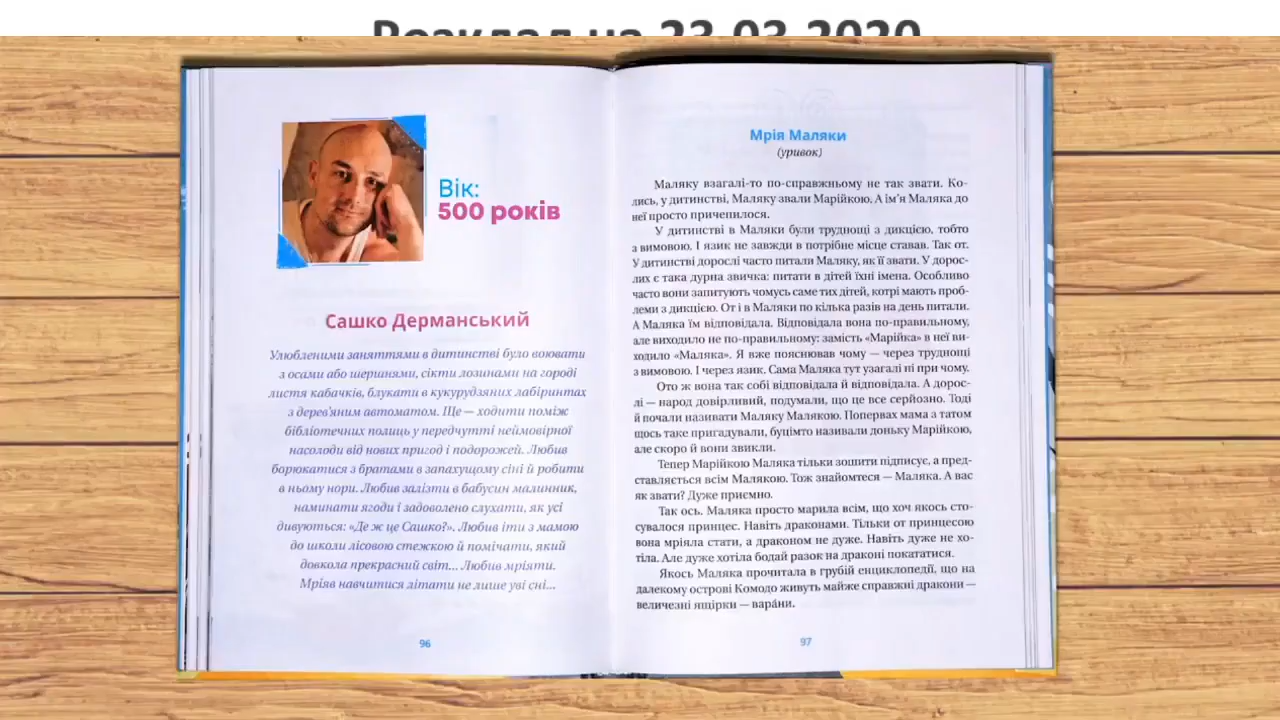 Розклад на 23.03.2020
Вік:
500 років
Сашко Дерманський
Улюбленими заняттями в дитинстві було воювати
з осами або шершнями, сікти лозинами на городі
листя кабачків, блукати в кукурудзяних лабіринтах
з дерев'яним автоматом. Ще — ходити поміж
бібліотечних полиць у передчутті неймовірної
насолоди від нових пригод і подорожей. Любив
борюкатися з братами в запахущому сіні й робити
в ньому нори. Любив залізти в бабусин малинник,
наминати ягоди і задоволено слухати, як усі
дивуються: «Де ж це Сашко?». Любив іти з мамою
до школи лісовою стежкою й помічати, який
довкола прекрасний світ... Любив мріяти.
Мріяв навчитися літати не лише уві сні...
96
Мрія Маляки
(уривок)
Маляку взагалі-то по-справжньому не так звати. Ко-
лись, у дитинстві, Маляку звали Марійкою. А ім'я Маляка до
неї просто причепилося.
У дитинстві в Маляки були труднощі з дикцією, тобто
з вимовою. І язик не завжди в потрібне місце ставав. Так от.
У дитинстві дорослі часто питали Маляку, як її звати. У дорос-
лих є така дурна звичка: питати в дітей їхні імена. Особливо
часто вони запитують чомусь саме тих дітей, котрі мають проб-
леми з дикцією. От і в Маляки по кілька разів на день питали.
А Маляка їм відповідала. Відповідала вона по-правильному,
але виходило не по-правильному: замість «Марійка» в неї ви-
ходило «Маляка». Я вже пояснював чому — через труднощі
з вимовою. І через язик. Сама Маляка тут узагалі ні при чому.
Ото ж вона так собі відповідала й відповідала. А дорос-
лі — народ довірливий, подумали, що це все серйозно. Тоді
й почали називати Маляку Малякою. Попервах мама з татом
щось таке пригадували, буцімто називали доньку Марійкою,
але скоро й вони звикли.
Тепер Марійкою Маляка тільки зошити підписує, а пред-
ставляється всім Малякою. Тож знайомтеся — Маляка. А вас
як звати? Дуже приємно.
Так ось. Маляка просто марила всім, що хоч якось сто-
сувалося принцес. Навіть драконами. Тільки от принцесою
вона мріяла стати, а драконом не дуже. Навіть дуже не хо-
тіла. Але дуже хотіла бодай разок на драконі покататися.
Якось Маляка прочитала в грубій енциклопедії, що на
далекому острові Комодо живуть майже справжні дракони —
величезні ящірки — вара́ни.
97